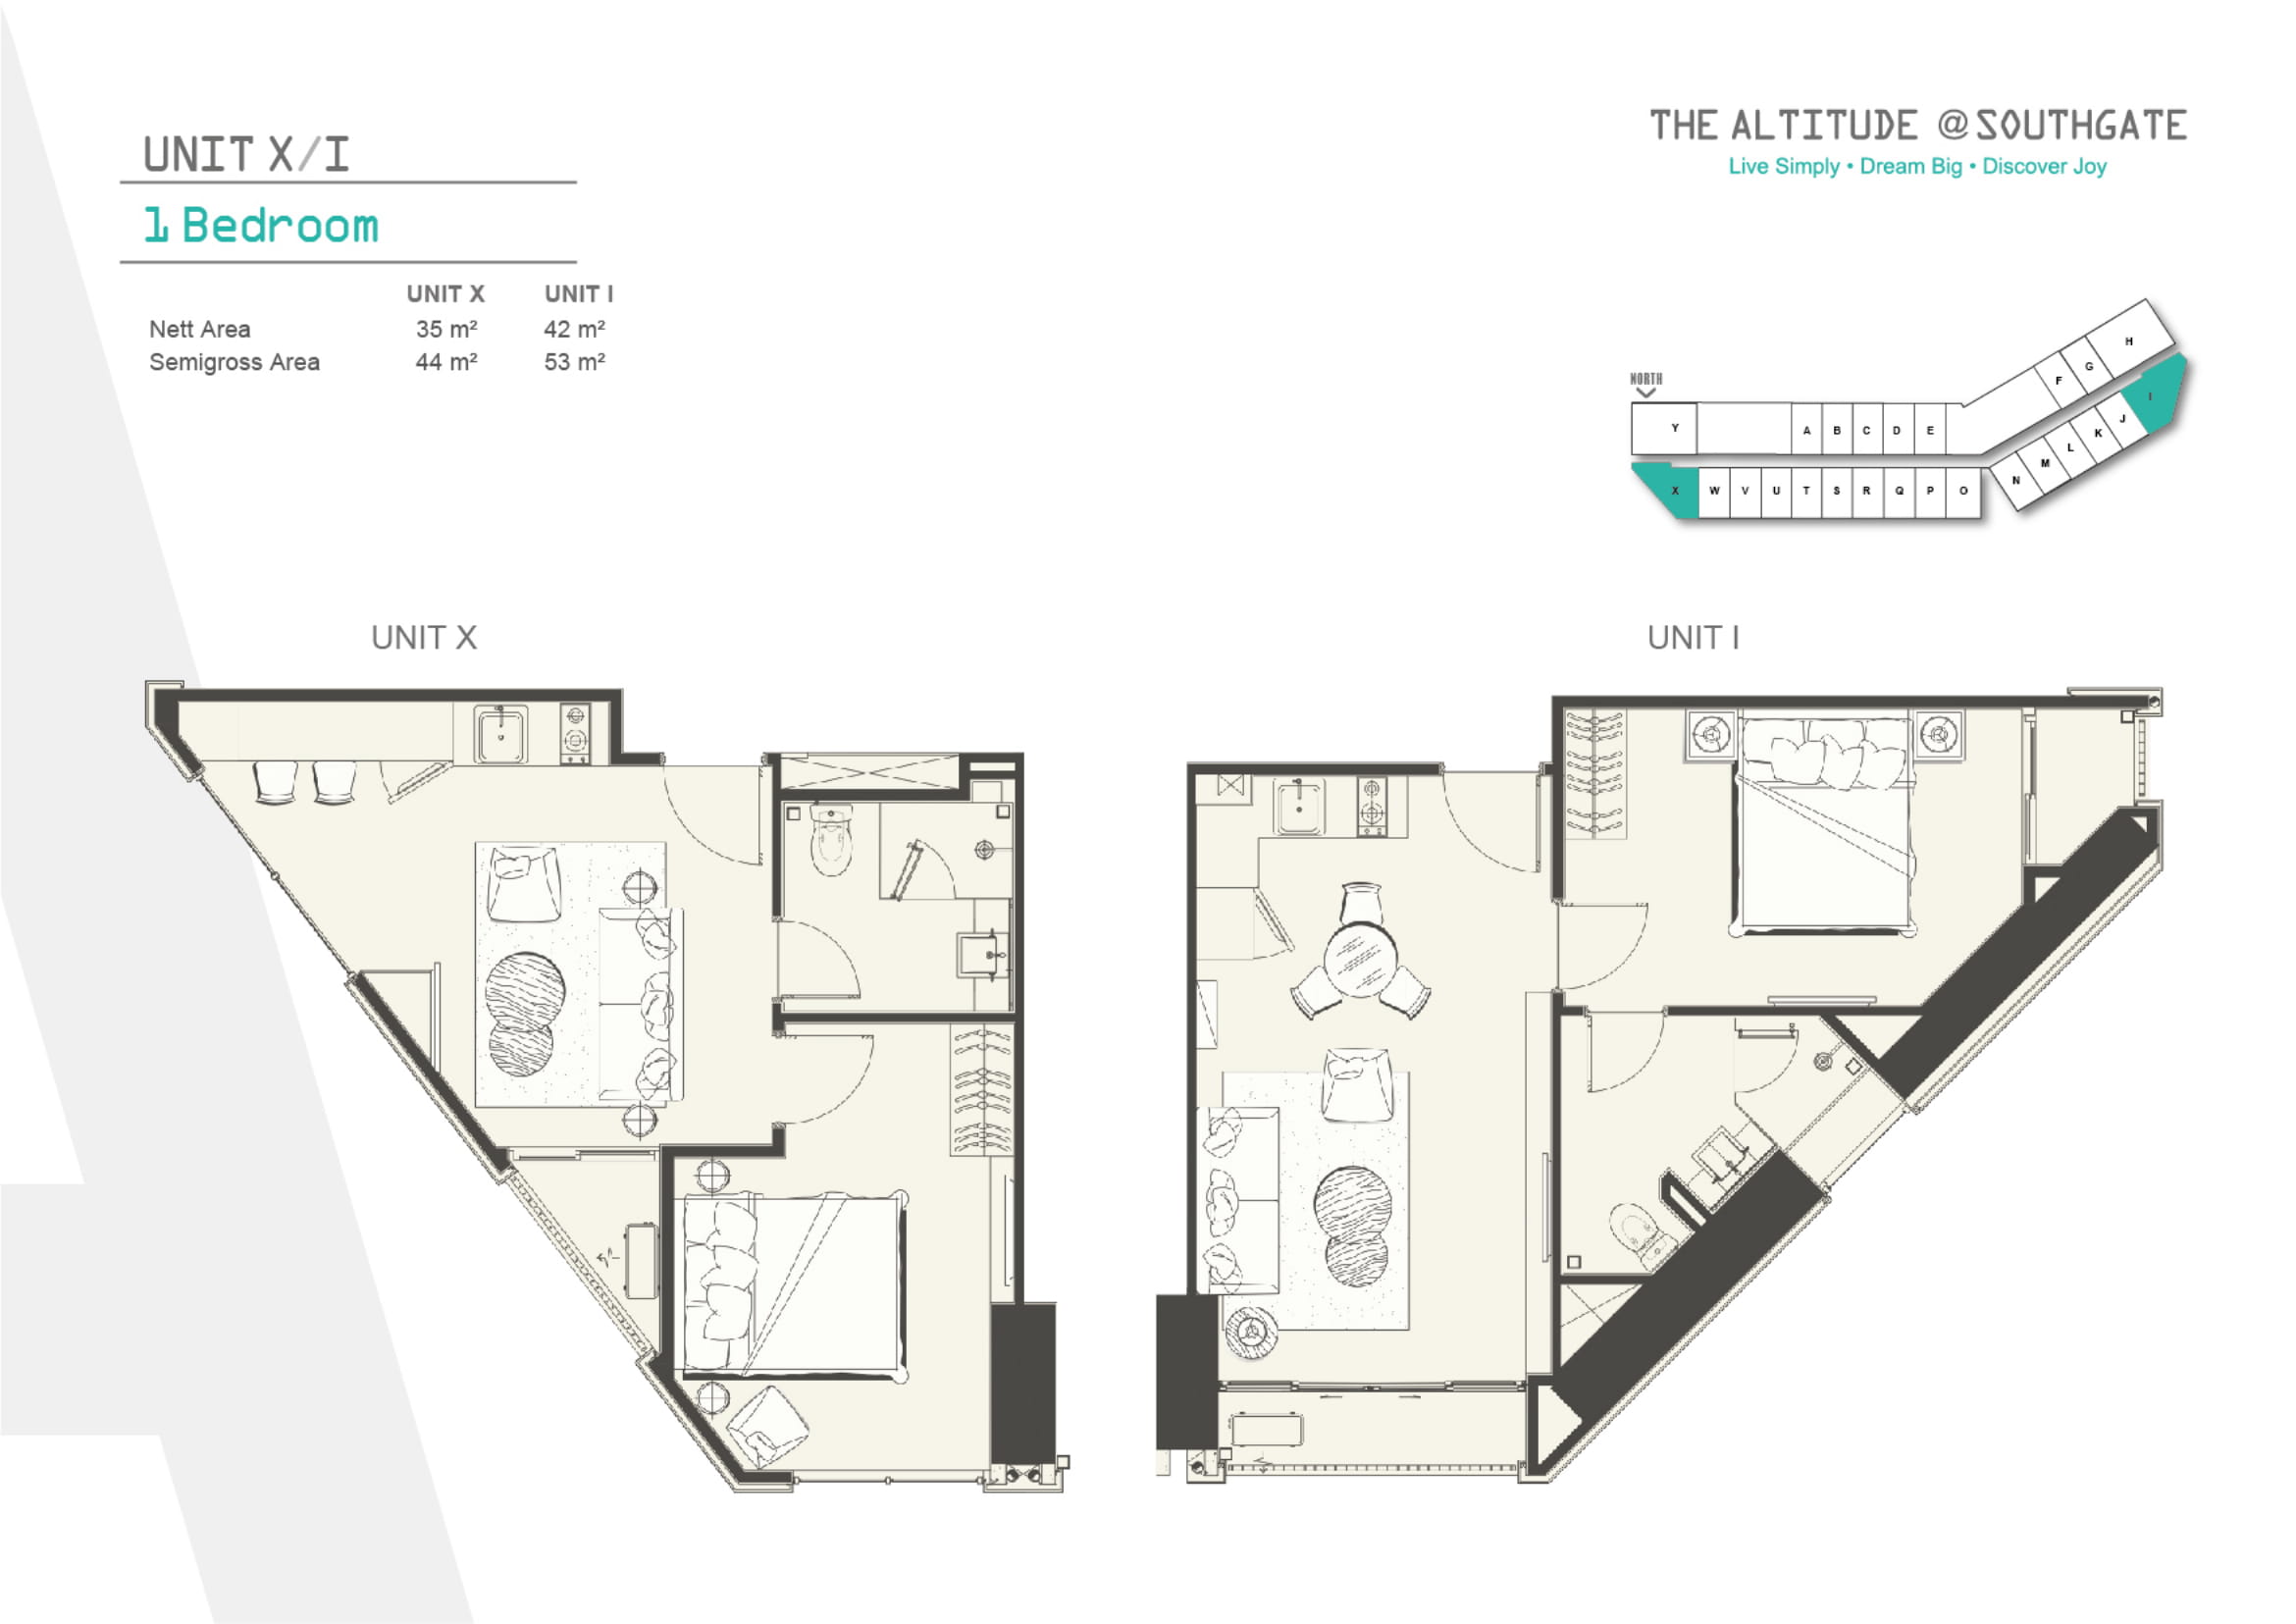 UNIT X/I
1 Bedroom
UNIT X UNIT I
Nett Area 35 m² 42 m²
Semigross Area 44 m² 53 m²
THE ALTITUDE @ SOUTHGATE
Live Simply • Dream Big • Discover Joy
NORTH
H
G
F
I
J
K
L
M
N
Y A B C D E
X W V U T S R Q P O
UNIT X
UNIT I